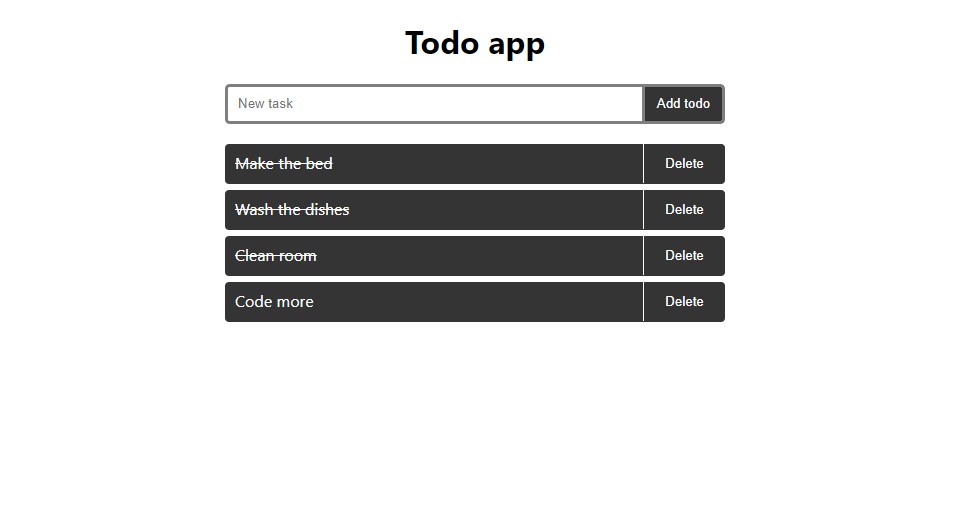 Todo app
New task Add todo
Make the bed Delete
Wash the dishes Delete
Clean room Delete
Code more Delete